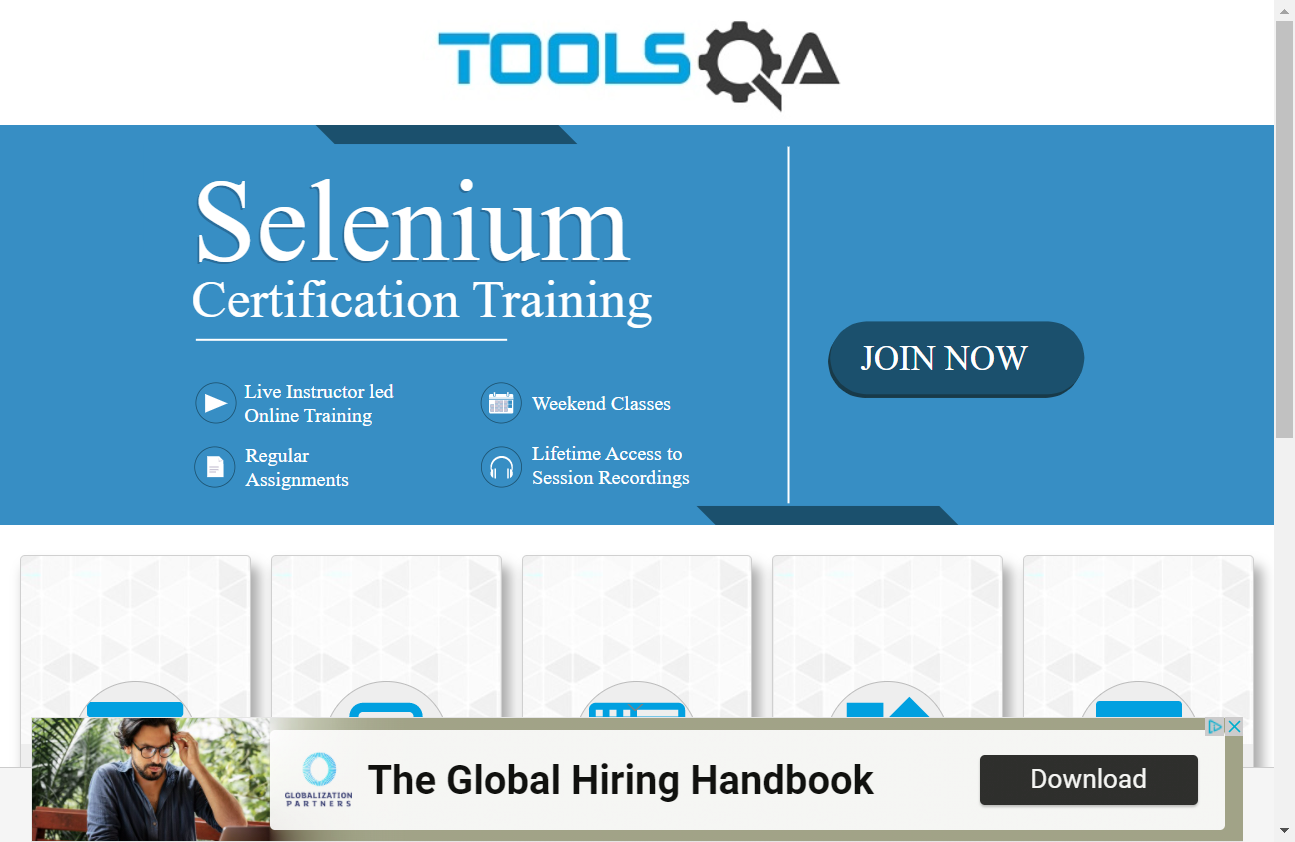 TOOLSQA
Selenium
Certification Training
Live Instructor led
Online Training
Weekend Classes
Regular
Assignments
Lifetime Access to
Session Recordings
JOIN NOW
GLOBALIZATION
PARTNERS
The Global Hiring Handbook
Download